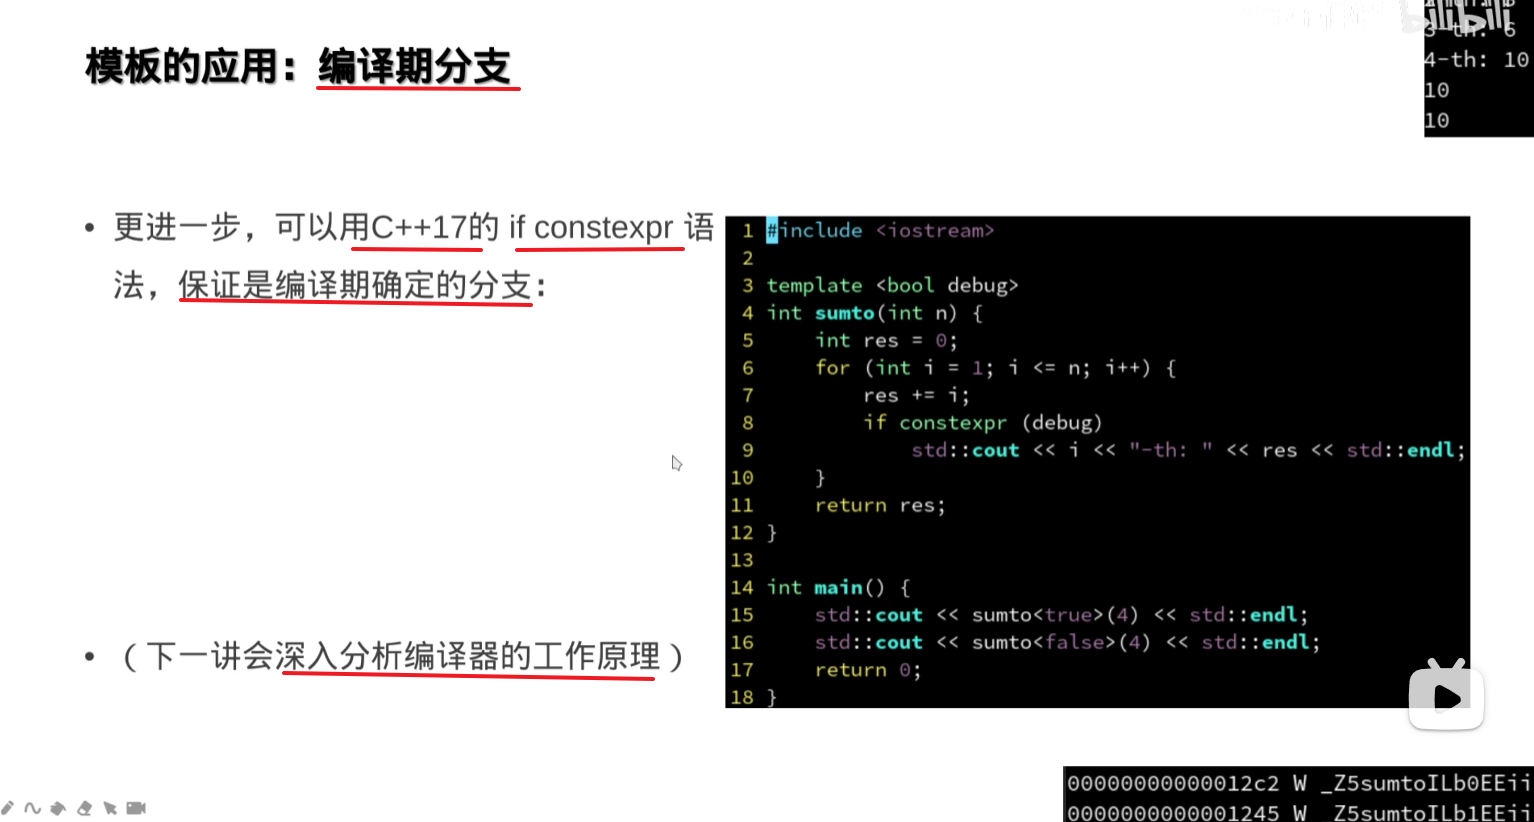 模板的应用：编译期分支
bilibili
3-th: 6
4-th: 10
10
10
• 更进一步，可以用C++17的 if constexpr 语
法，保证是编译期确定的分支：
1 #include <iostream>
2
3 template <bool debug>
4 int sumto(int n) {
5     int res = 0;
6     for (int i = 1; i <= n; i++) {
7         res += i;
8         if constexpr (debug)
9             std::cout << i << "-th: " << res << std::endl;
10     }
11     return res;
12 }
13
14 int main() {
15     std::cout << sumto<true>(4) << std::endl;
16     std::cout << sumto<false>(4) << std::endl;
17     return 0;
18 }
• （下一讲会深入分析编译器的工作原理）
00000000000012c2 W _Z5sumtoILb0EEii
0000000000001245 W _Z5sumtoILb1EEii